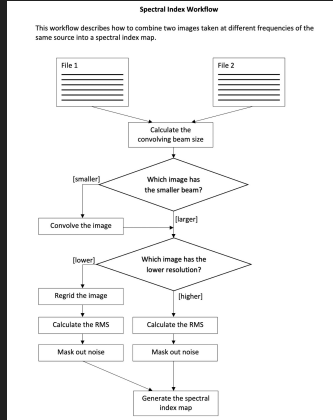 Spectral Index Workflow
This workflow describes how to combine two images taken at different frequencies of the
same source into a spectral index map.
File 1
File 2
Calculate the
convolving beam size
Which image has
the smaller beam?
[smaller]
[larger]
Convolve the image
Which image has the
lower resolution?
[lower]
[higher]
Regrid the image
Calculate the RMS
Calculate the RMS
Mask out noise
Mask out noise
Generate the spectral
index map